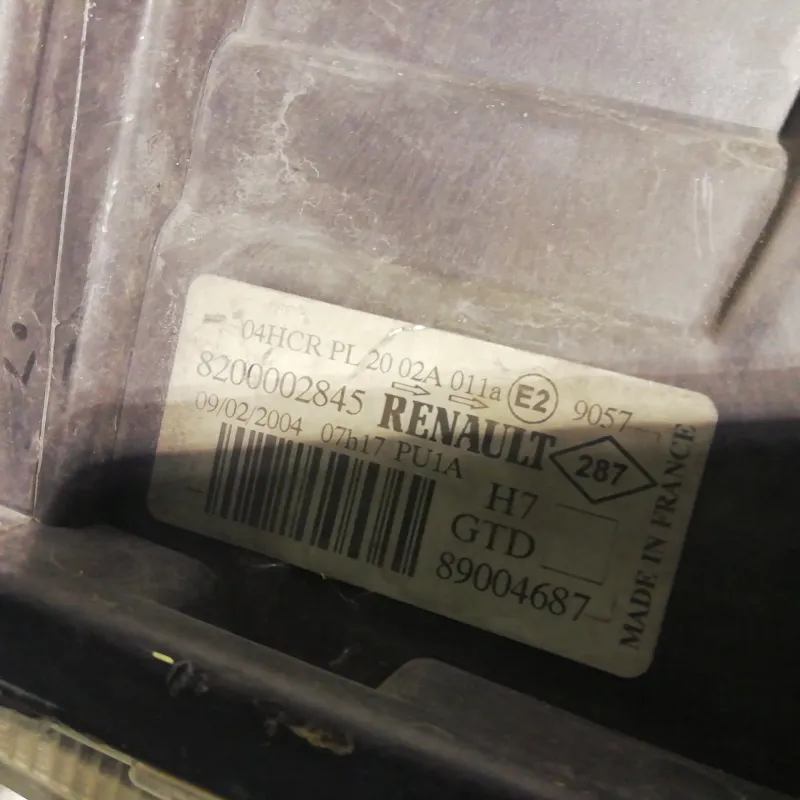 04HCR PL 20 02A 011a E2 9057
8200002845 RENAULT 287
09/02/2004 07h17 PU1A
H7
GTD
89004687
MADE IN FRANCE